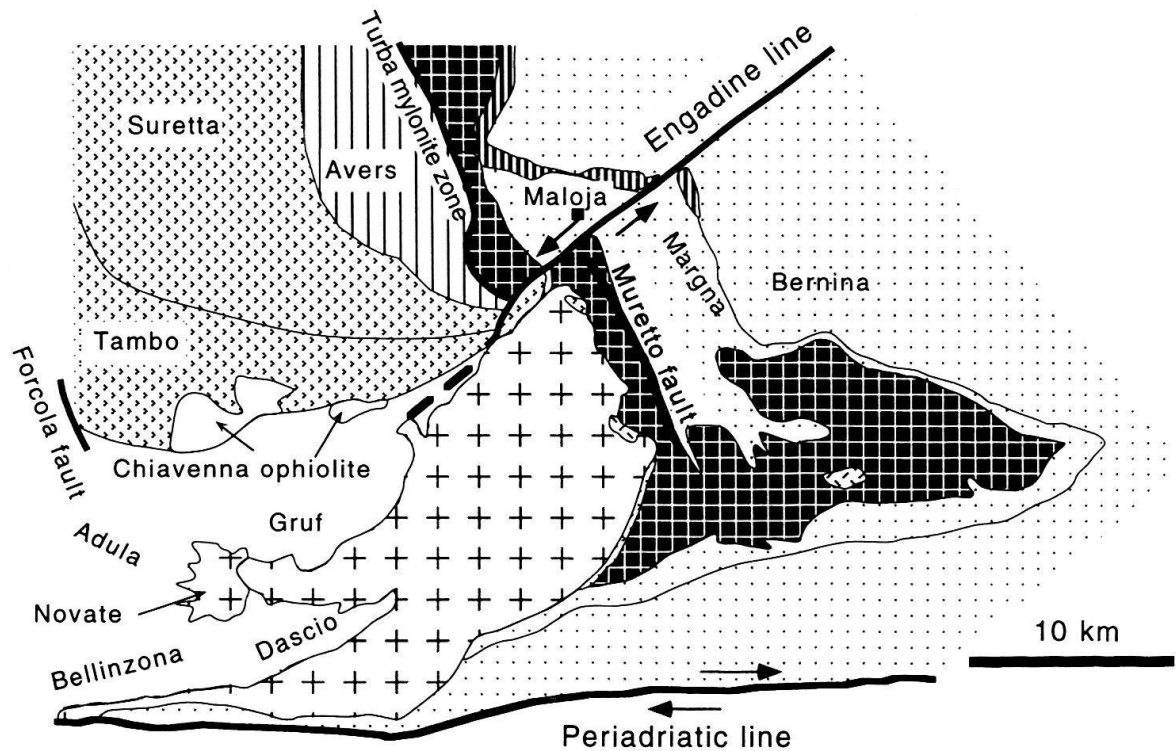 Turba mylonite zone
Engadine line
Suretta
Avers
Maloja
Margna
Bernina
Muretto fault
Tambo
Forcola fault
Chiavenna ophiolite
Gruf
Adula
Novate
Dascio
Bellinzona
10 km
Periadriatic line